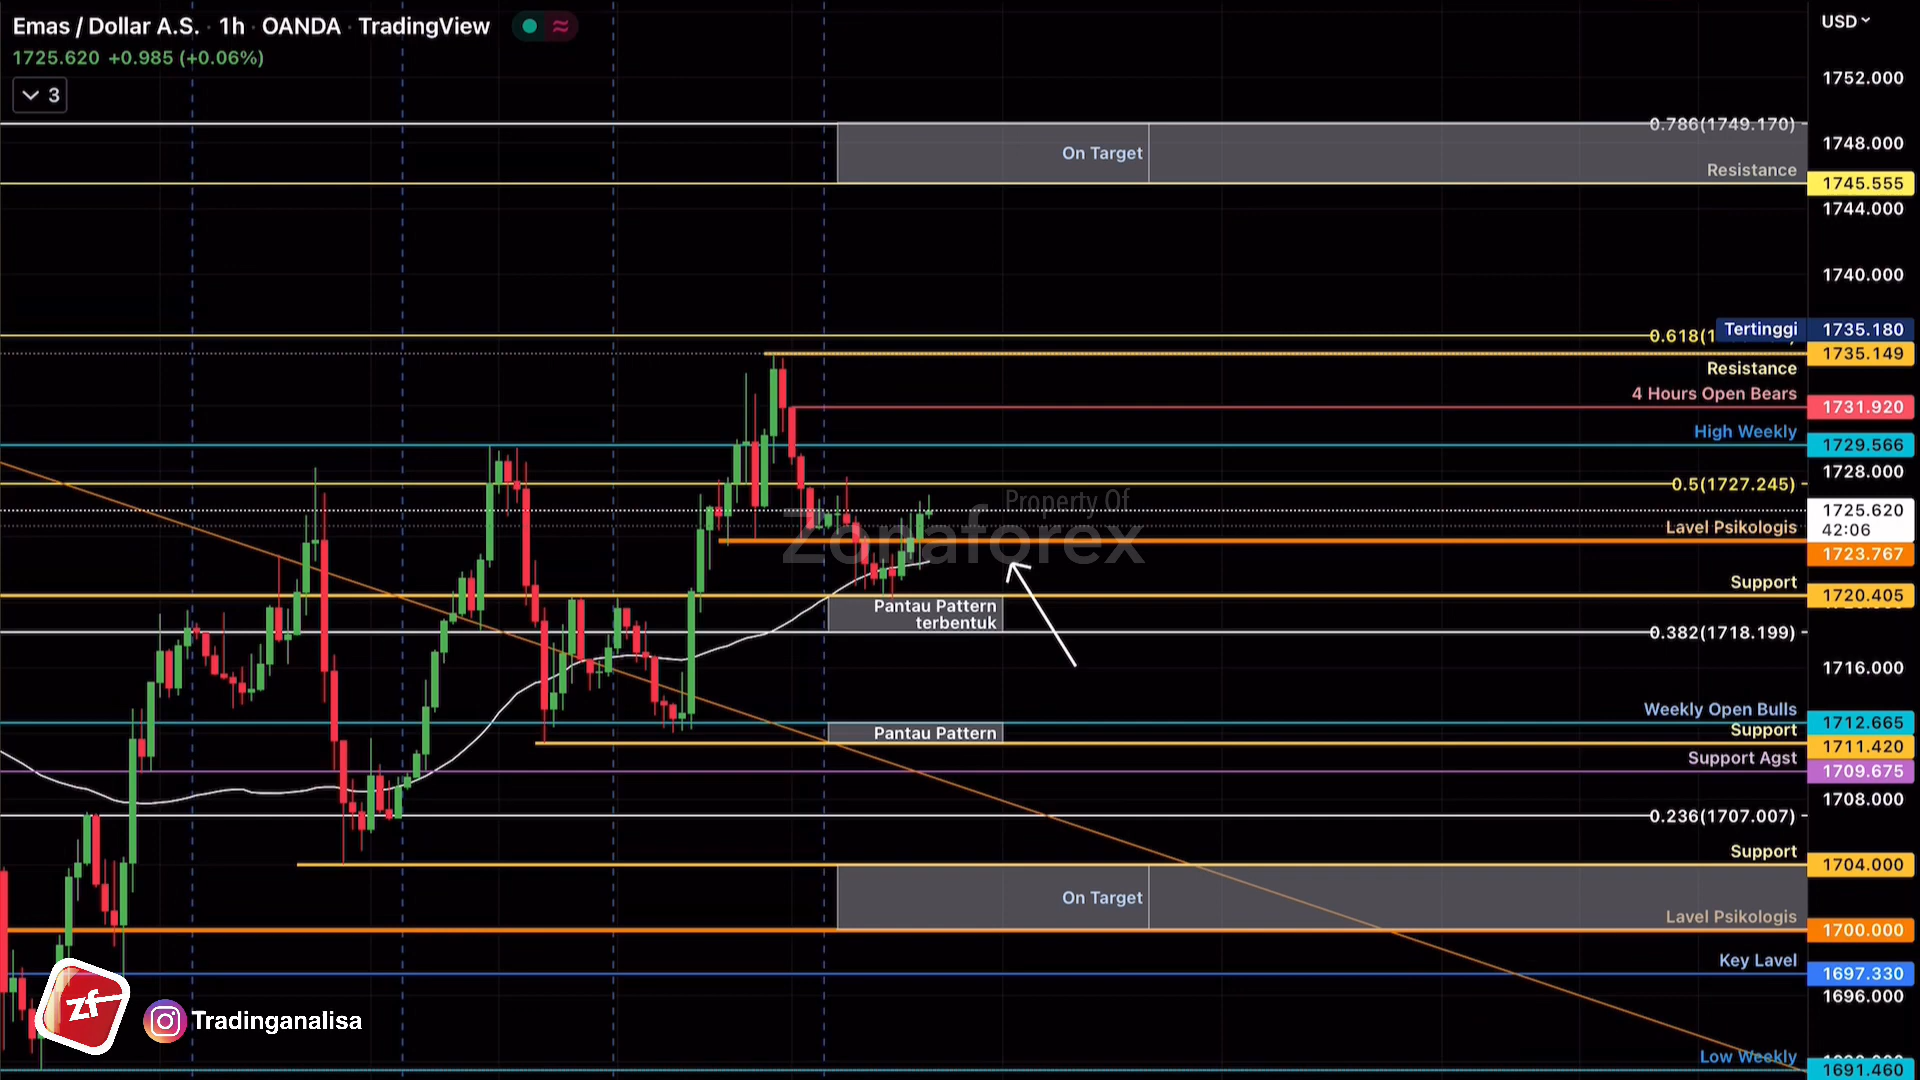 Emas / Dollar A.S. · 1h · OANDA · TradingView
1725.620 +0.985 (+0.06%)
3
USD
1752.000
0.786(1749.170)
On Target
1748.000
Resistance
1745.555
1744.000
1740.000
0.618(1
Tertinggi
1735.180
1735.149
Resistance
4 Hours Open Bears
1731.920
High Weekly
1729.566
1728.000
0.5(1727.245)
Property Of
Zonaforex
1725.620
42:06
Lavel Psikologis
1723.767
Support
1720.405
Pantau Pattern
terbentuk
0.382(1718.199)
1716.000
Weekly Open Bulls
1712.665
Support
1711.420
Pantau Pattern
Support Agst
1709.675
1708.000
0.236(1707.007)
Support
1704.000
On Target
Lavel Psikologis
1700.000
Key Lavel
1697.330
1696.000
zf
Tradinganalisa
Low Weekly
1691.460